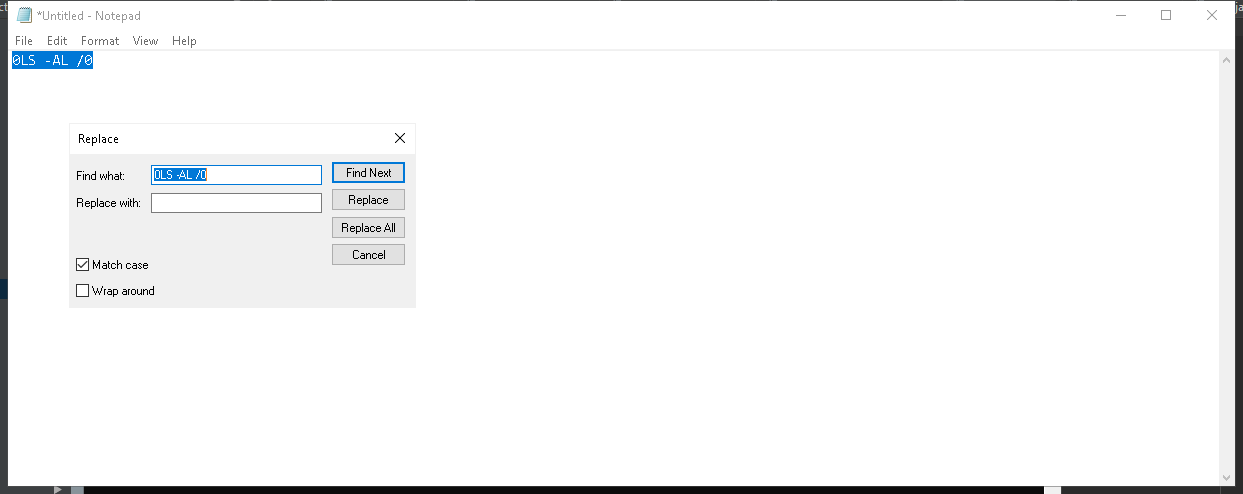 *Untitled - Notepad
File Edit Format View Help
0LS -AL /0
Replace
Find what: 0LS -AL /0 Find Next
Replace with: Replace
Replace All
Cancel
Match case
Wrap around